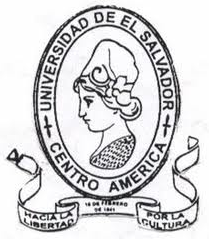 UNIVERSIDAD DE EL SALVADOR
CENTRO AMERICA
16 DE FEBRERO
DE 1841
HACIA LA
LIBERTAD
POR LA
CULTURA